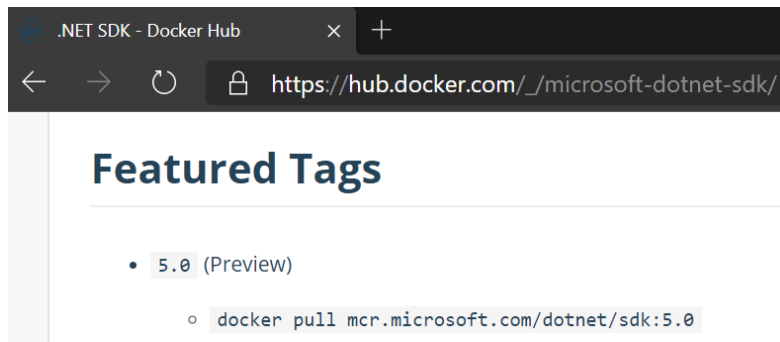 .NET SDK - Docker Hub
https://hub.docker.com/_/microsoft-dotnet-sdk/
Featured Tags
5.0 (Preview)
docker pull mcr.microsoft.com/dotnet/sdk:5.0